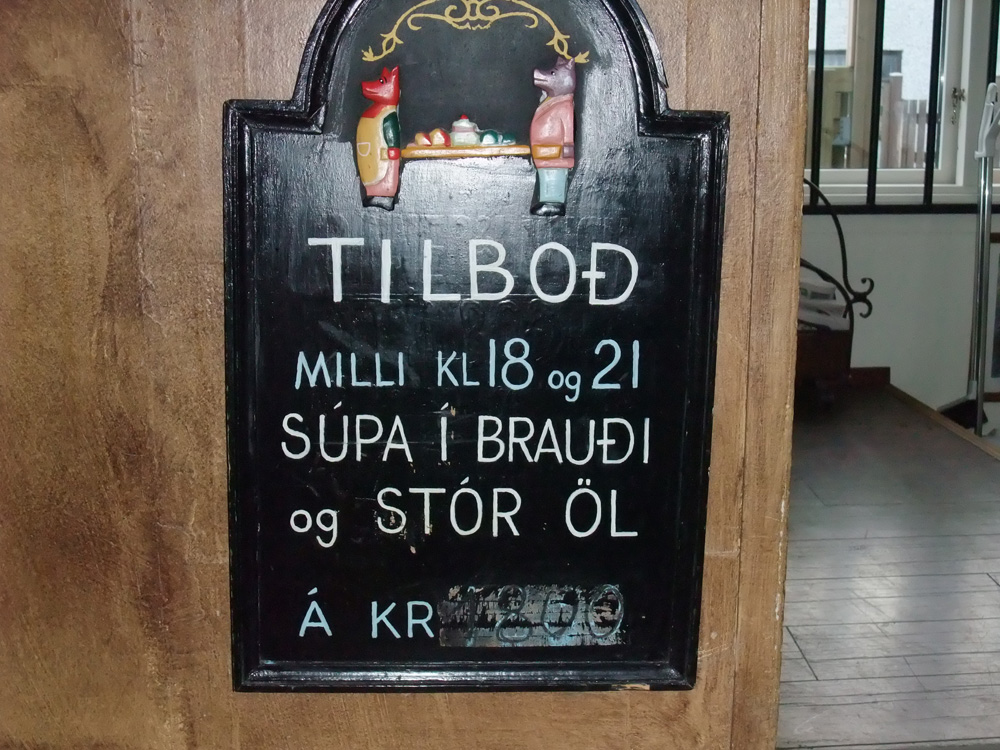 TILBOÐ
MILLI KL 18 og 21
SÚPA Í BRAUÐI
og STÓR ÖL
Á KR